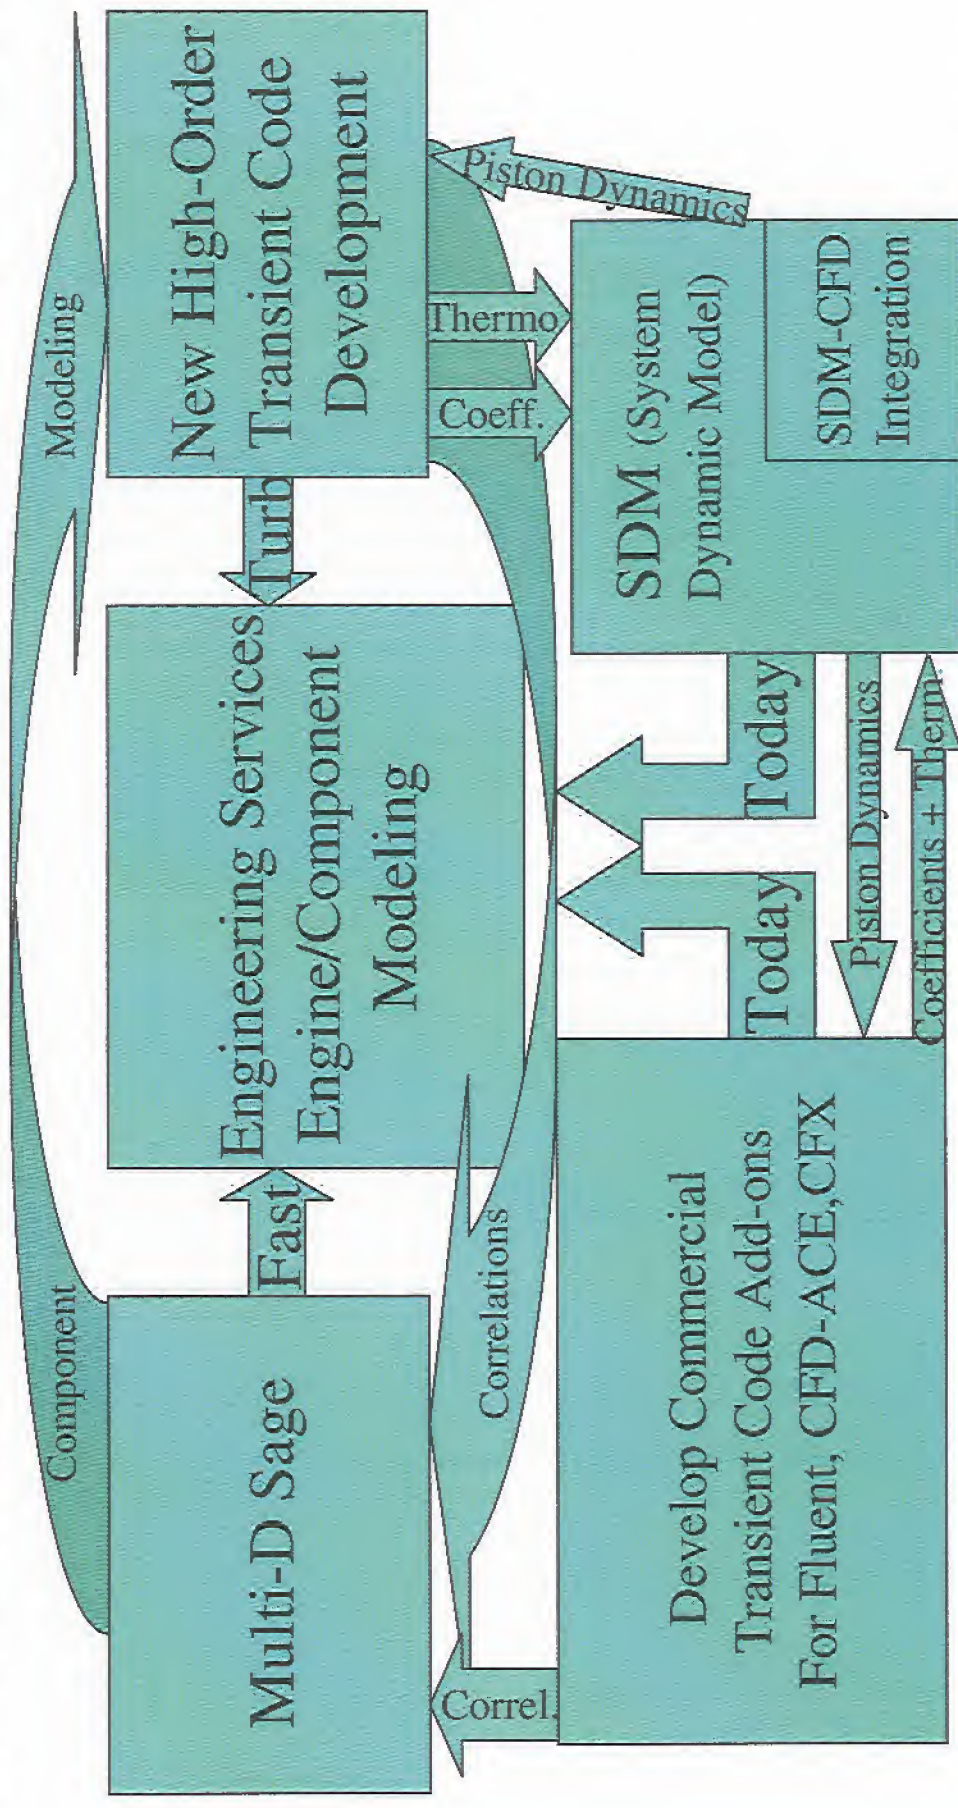 Component
Modeling
Multi-D Sage
Fast
Engineering Services
Engine/Component
Modeling
Turb
New High-Order
Transient Code
Development
Correlations
Correl.
Develop Commercial
Transient Code Add-ons
For Fluent, CFD-ACE,CFX
Today
Today
Piston Dynamics
Coefficients + Therm.
SDM (System
Dynamic Model)
SDM-CFD
Integration
Coeff.
Thermo
Piston Dynamics